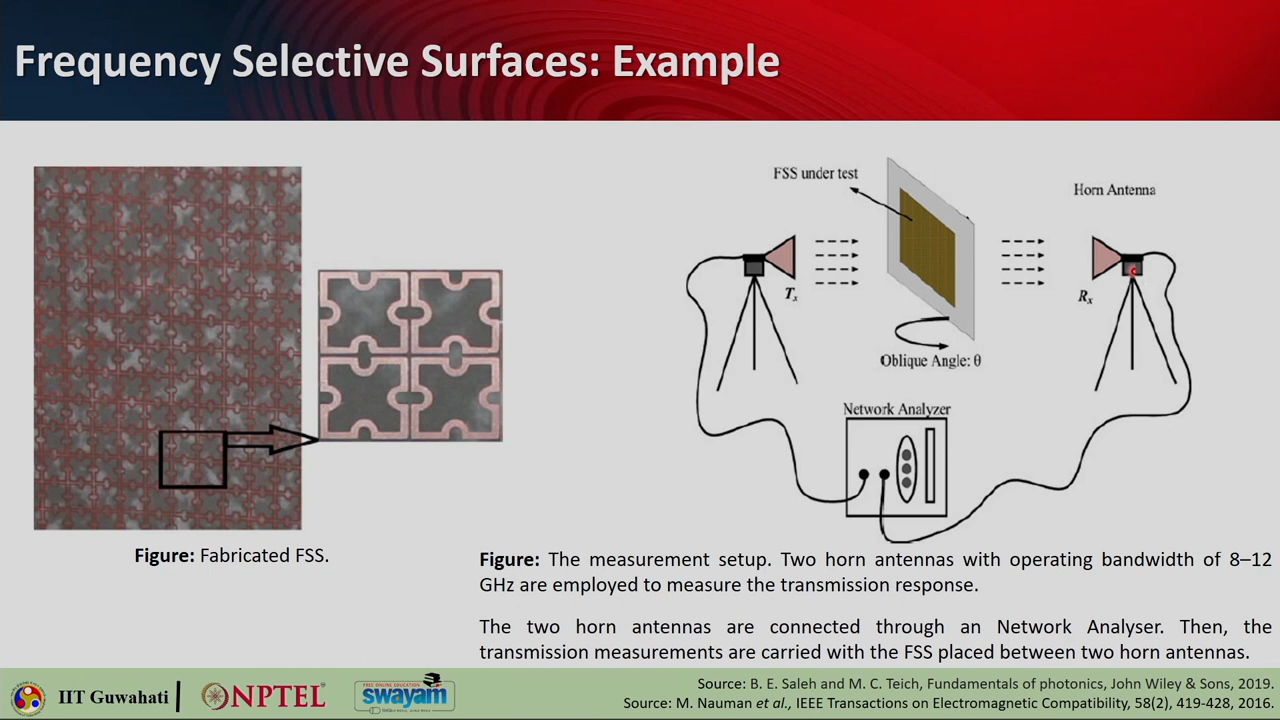 Frequency Selective Surfaces: Example
FSS under test
Horn Antenna
Tx
Rx
Oblique Angle: θ
Network Analyzer
Figure: Fabricated FSS.
Figure: The measurement setup. Two horn antennas with operating bandwidth of 8–12
GHz are employed to measure the transmission response.
The two horn antennas are connected through an Network Analyser. Then, the
transmission measurements are carried with the FSS placed between two horn antennas.
IIT Guwahati
NPTEL
FREE ONLINE EDUCATION
swayam
Source: B. E. Saleh and M. C. Teich, Fundamentals of photonics, John Wiley & Sons, 2019.
Source: M. Nauman et al., IEEE Transactions on Electromagnetic Compatibility, 58(2), 419-428, 2016.